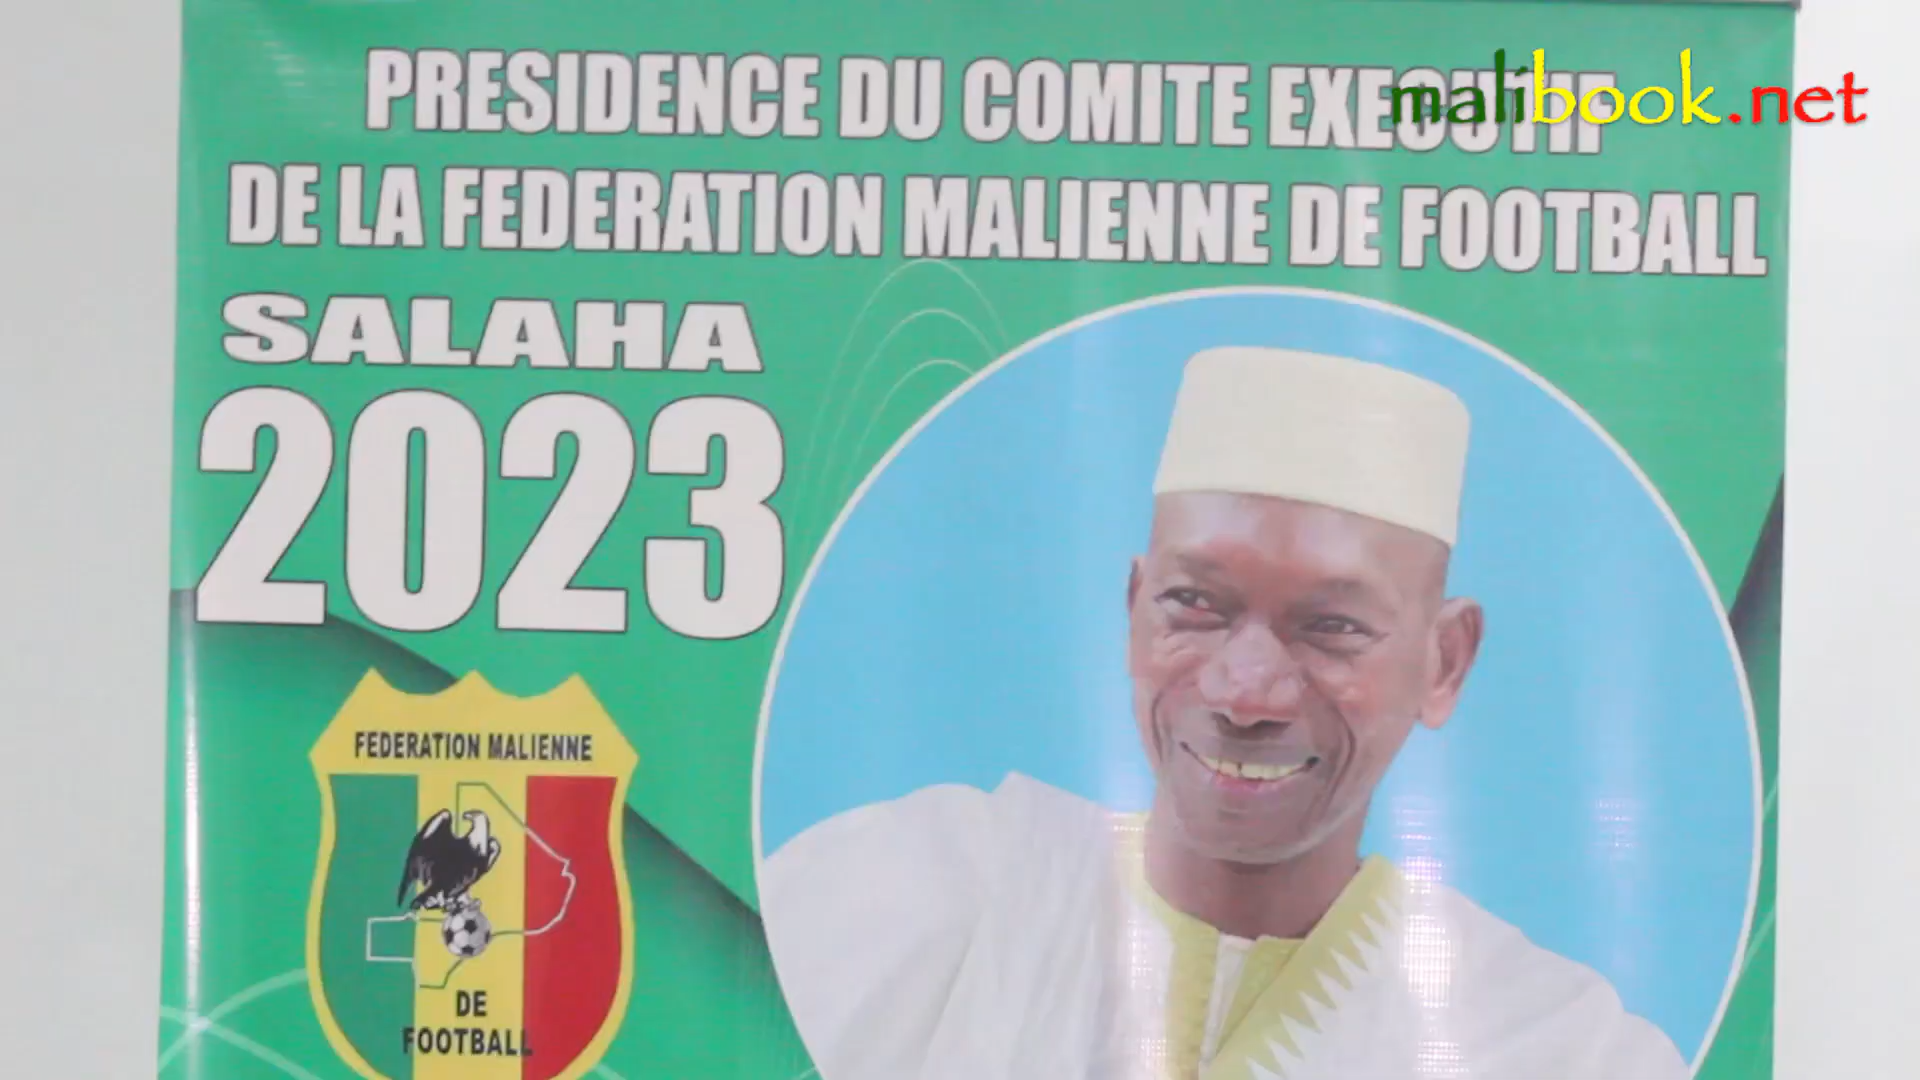 PRESIDENCE DU COMITE EXECUTIF
malibook.net
DE LA FEDERATION MALIENNE DE FOOTBALL
SALAHA
2023
FEDERATION MALIENNE
DE
FOOTBALL